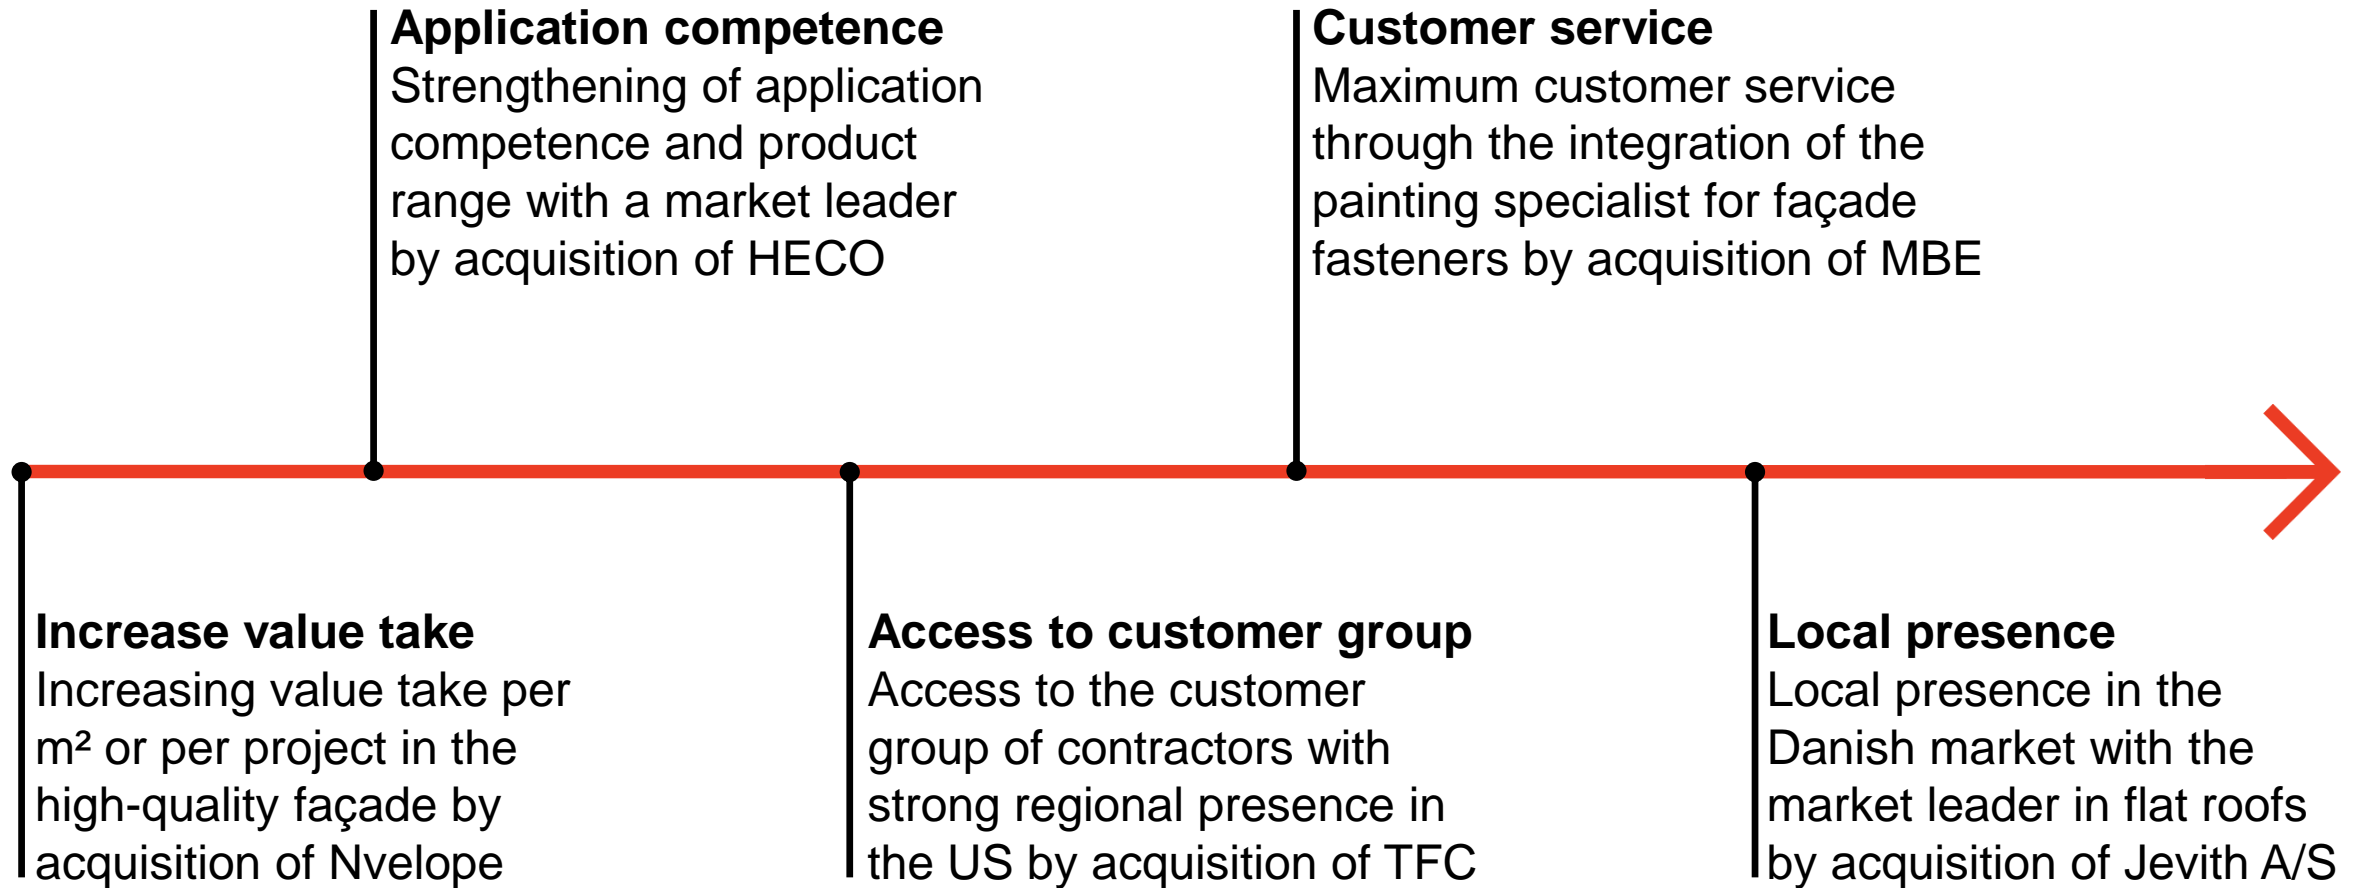 Application competence
Strengthening of application
competence and product
range with a market leader
by acquisition of HECO
Customer service
Maximum customer service
through the integration of the
painting specialist for façade
fasteners by acquisition of MBE
Increase value take
Increasing value take per
m² or per project in the
high-quality façade by
acquisition of Nvelope
Access to customer group
Access to the customer
group of contractors with
strong regional presence in
the US by acquisition of TFC
Local presence
Local presence in the
Danish market with the
market leader in flat roofs
by acquisition of Jevith A/S